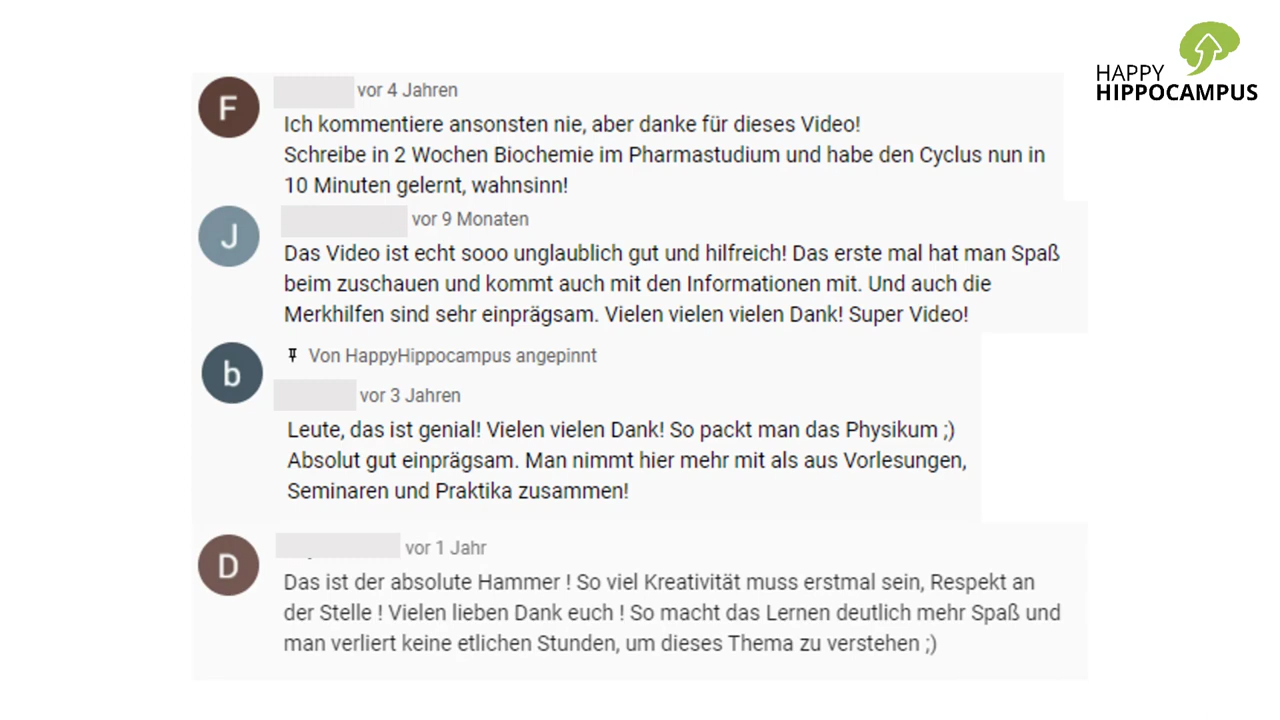 HAPPY
HIPPOCAMPUS
F
vor 4 Jahren
Ich kommentiere ansonsten nie, aber danke für dieses Video!
Schreibe in 2 Wochen Biochemie im Pharmastudium und habe den Cyclus nun in
10 Minuten gelernt, wahnsinn!
J
vor 9 Monaten
Das Video ist echt sooo unglaublich gut und hilfreich! Das erste mal hat man Spaß
beim zuschauen und kommt auch mit den Informationen mit. Und auch die
Merkhilfen sind sehr einprägsam. Vielen vielen vielen Dank! Super Video!
Von HappyHippocampus angepinnt
b
vor 3 Jahren
Leute, das ist genial! Vielen vielen Dank! So packt man das Physikum ;)
Absolut gut einprägsam. Man nimmt hier mehr mit als aus Vorlesungen,
Seminaren und Praktika zusammen!
D
vor 1 Jahr
Das ist der absolute Hammer ! So viel Kreativität muss erstmal sein, Respekt an
der Stelle ! Vielen lieben Dank euch ! So macht das Lernen deutlich mehr Spaß und
man verliert keine etlichen Stunden, um dieses Thema zu verstehen ;)